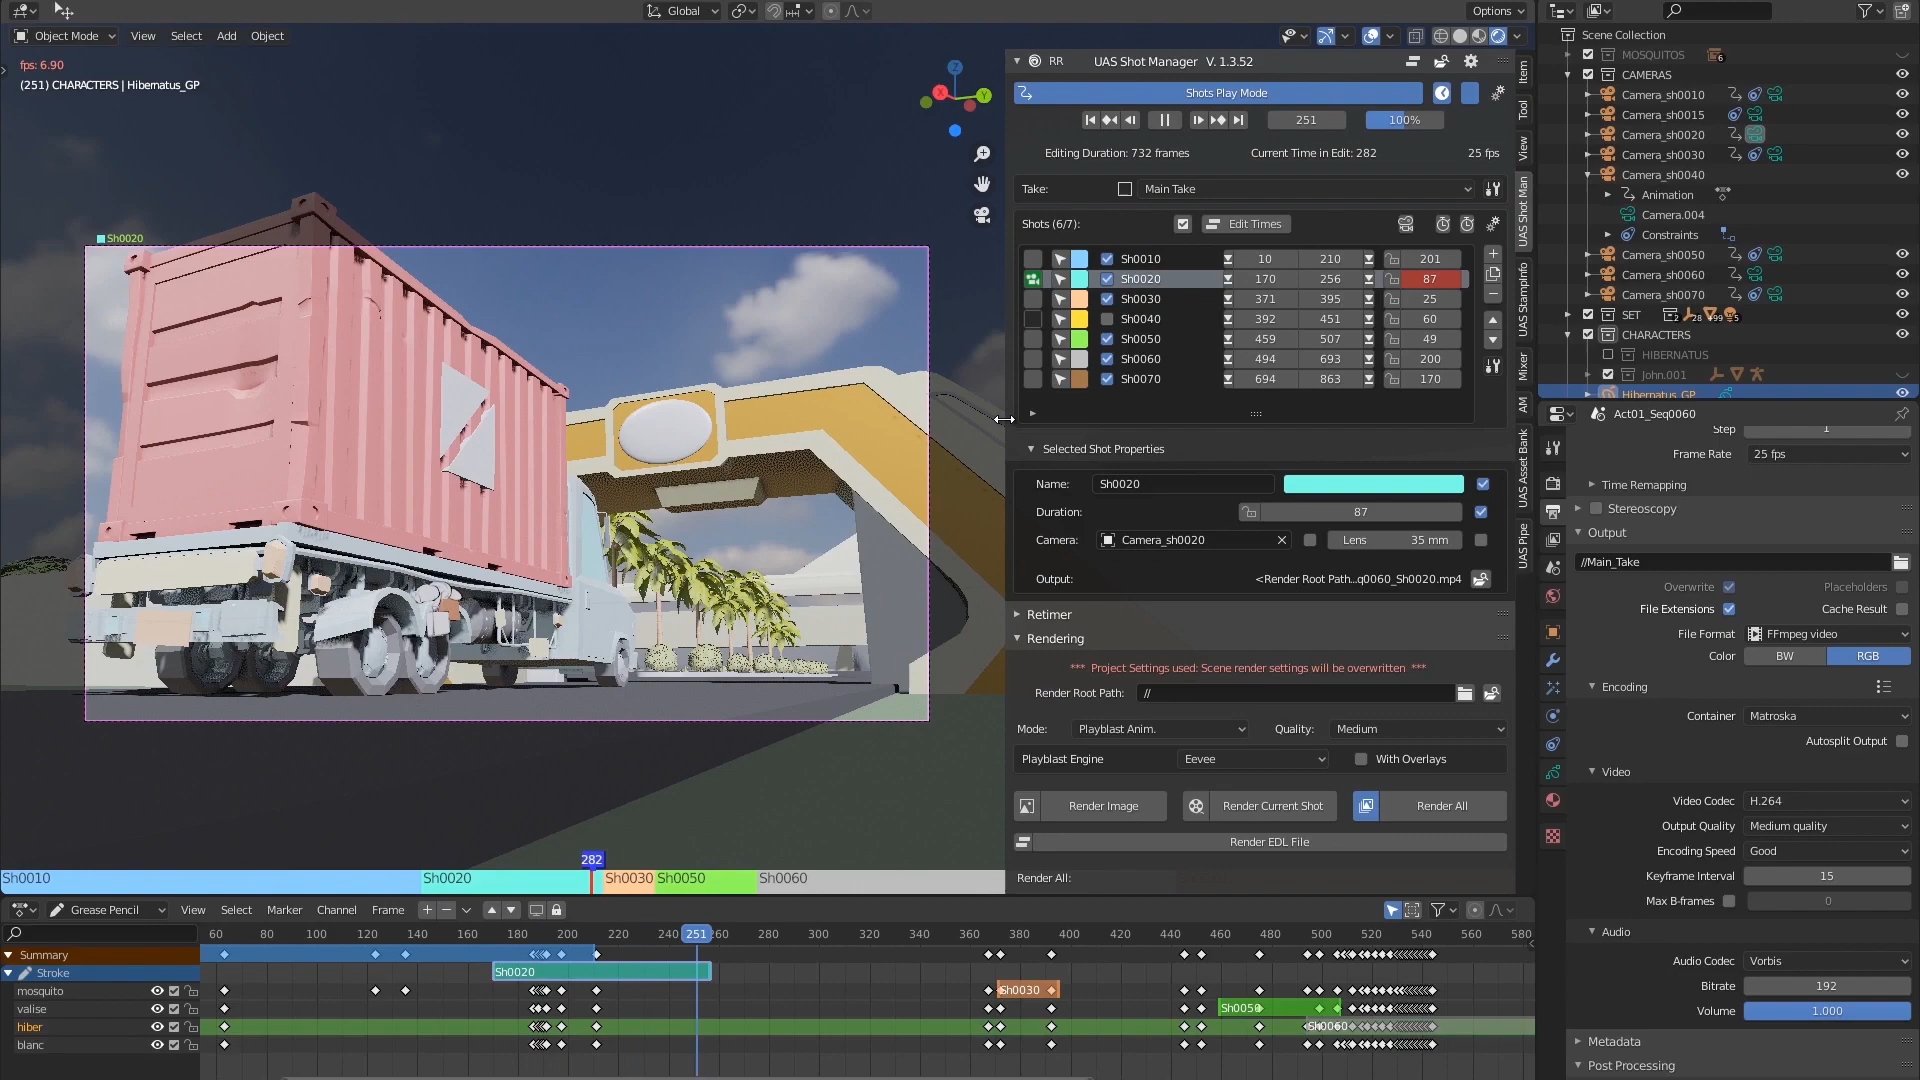 Global
Options
Object Mode View Select Add Object
fps: 6.90
(251) CHARACTERS | Hibernatus_GP
Z
X
Y
Sh0020
RR UAS Shot Manager V. 1.3.52
Shots Play Mode
251 100%
Editing Duration: 732 frames Current Time in Edit: 282 25 fps
Take: Main Take
Shots (6/7) Edit Times
Sh0010 10 210 201
Sh0020 170 256 87
Sh0030 371 395 25
Sh0040 392 451 60
Sh0050 459 507 49
Sh0060 494 693 200
Sh0070 694 863 170
Selected Shot Properties
Name: Sh0020
Duration: 87
Camera: Camera_sh0020 Lens 35 mm
Output: <Render Root Path...q0060_Sh0020.mp4
Retimer
Rendering
*** Project Settings used: Scene render settings will be overwritten ***
Render Root Path: //
Mode: Playblast Anim. Quality: Medium
Playblast Engine Eevee With Overlays
Render Image Render Current Shot Render All
Render EDL File
Render All:
Item
Tool
View
UAS Shot Man
UAS StampInfo
Mixer
AM
UAS Asset Bank
UAS Pipe
Scene Collection
MOSQUITOS 6
CAMERAS
Camera_sh0010
Camera_sh0015
Camera_sh0020
Camera_sh0030
Camera_sh0040
Animation
Camera.004
Constraints
Camera_sh0050
Camera_sh0060
Camera_sh0070
SET 2 28 99 5
CHARACTERS
HIBERNATUS
John.001
Hibernatus_GP
Act01_Seq0060
Step 1
Frame Rate 25 fps
Time Remapping
Stereoscopy
Output
//Main_Take
Overwrite Placeholders
File Extensions Cache Result
File Format FFmpeg video
Color BW RGB
Encoding
Container Matroska
Autosplit Output
Video
Video Codec H.264
Output Quality Medium quality
Encoding Speed Good
Keyframe Interval 15
Max B-frames 0
Audio
Audio Codec Vorbis
Bitrate 192
Volume 1.000
Metadata
Post Processing
282
Sh0010 Sh0020 Sh0030 Sh0050 Sh0060
Grease Pencil View Select Marker Channel Frame
60 80 100 120 140 160 180 200 220 240 251 260 280 300 320 340 360 380 400 420 440 460 480 500 520 540 560 580
Summary
Stroke Sh0020
mosquito Sh0030
valise Sh0050
hiber Sh0060
blanc